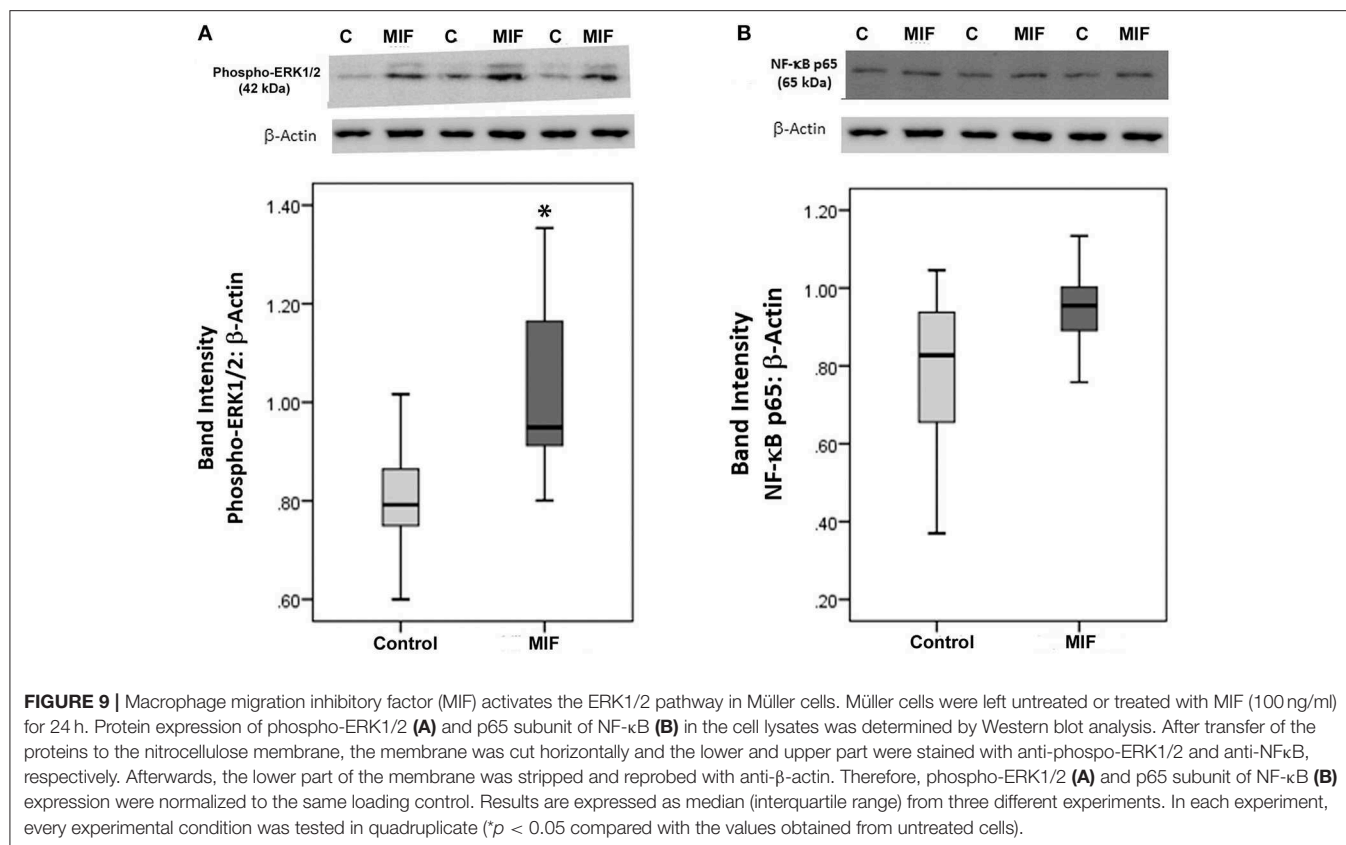 A
C MIF C MIF C MIF
Phospho-ERK1/2
(42 kDa)
β-Actin
1.40
1.20
1.00
.80
.60
Band Intensity
Phospho-ERK1/2: β-Actin
*
Control MIF
B
C MIF C MIF C MIF
NF-κB p65
(65 kDa)
β-Actin
1.20
1.00
.80
.60
.40
.20
Band Intensity
NF-κB p65: β-Actin
Control MIF
FIGURE 9 | Macrophage migration inhibitory factor (MIF) activates the ERK1/2 pathway in Müller cells. Müller cells were left untreated or treated with MIF (100 ng/ml)
for 24 h. Protein expression of phospho-ERK1/2 (A) and p65 subunit of NF-κB (B) in the cell lysates was determined by Western blot analysis. After transfer of the
proteins to the nitrocellulose membrane, the membrane was cut horizontally and the lower and upper part were stained with anti-phospo-ERK1/2 and anti-NFκB,
respectively. Afterwards, the lower part of the membrane was stripped and reprobed with anti-β-actin. Therefore, phospho-ERK1/2 (A) and p65 subunit of NF-κB (B)
expression were normalized to the same loading control. Results are expressed as median (interquartile range) from three different experiments. In each experiment,
every experimental condition was tested in quadruplicate (*p < 0.05 compared with the values obtained from untreated cells).